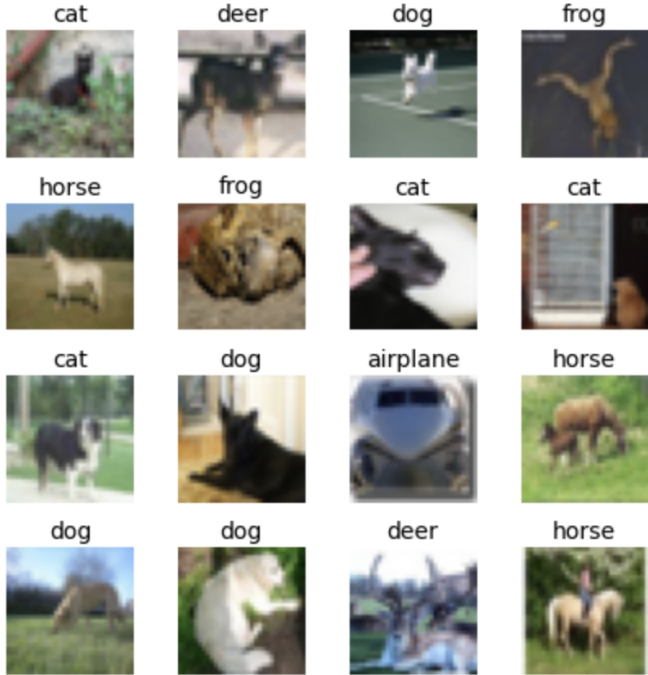 cat deer dog frog
horse frog cat cat
cat dog airplane horse
dog dog deer horse